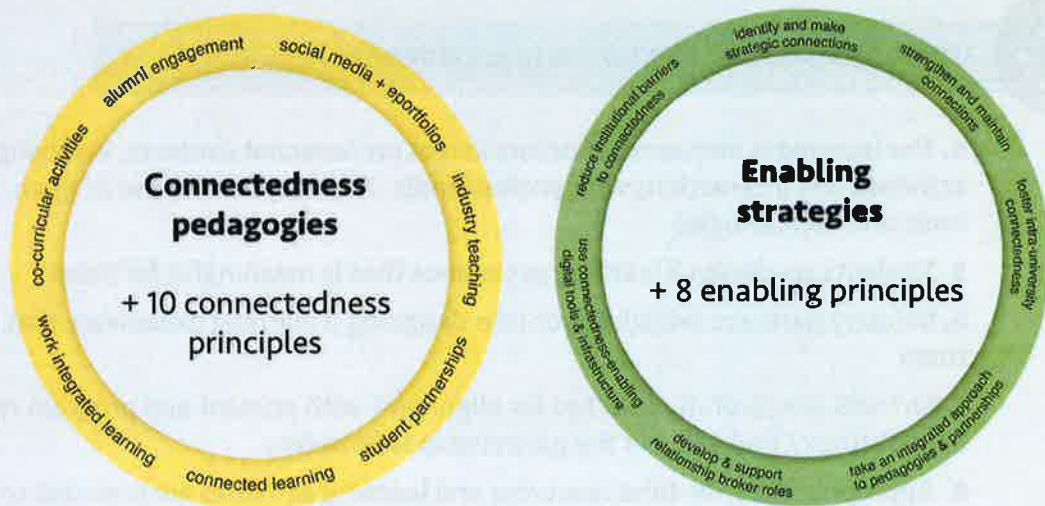 Connectedness
pedagogies
+ 10 connectedness
principles
alumni engagement
social media + eportfolios
industry teaching
student partnerships
connected learning
work integrated learning
co-curricular activities
Enabling
strategies
+ 8 enabling principles
identify and make
strategic connections
strengthen and maintain
connections
foster intra-university
connectedness
take an integrated approach
to pedagogies & partnerships
develop & support
relationship broker roles
use connectedness-enabling
digital tools & infrastructure
reduce institutional barriers
to connectedness